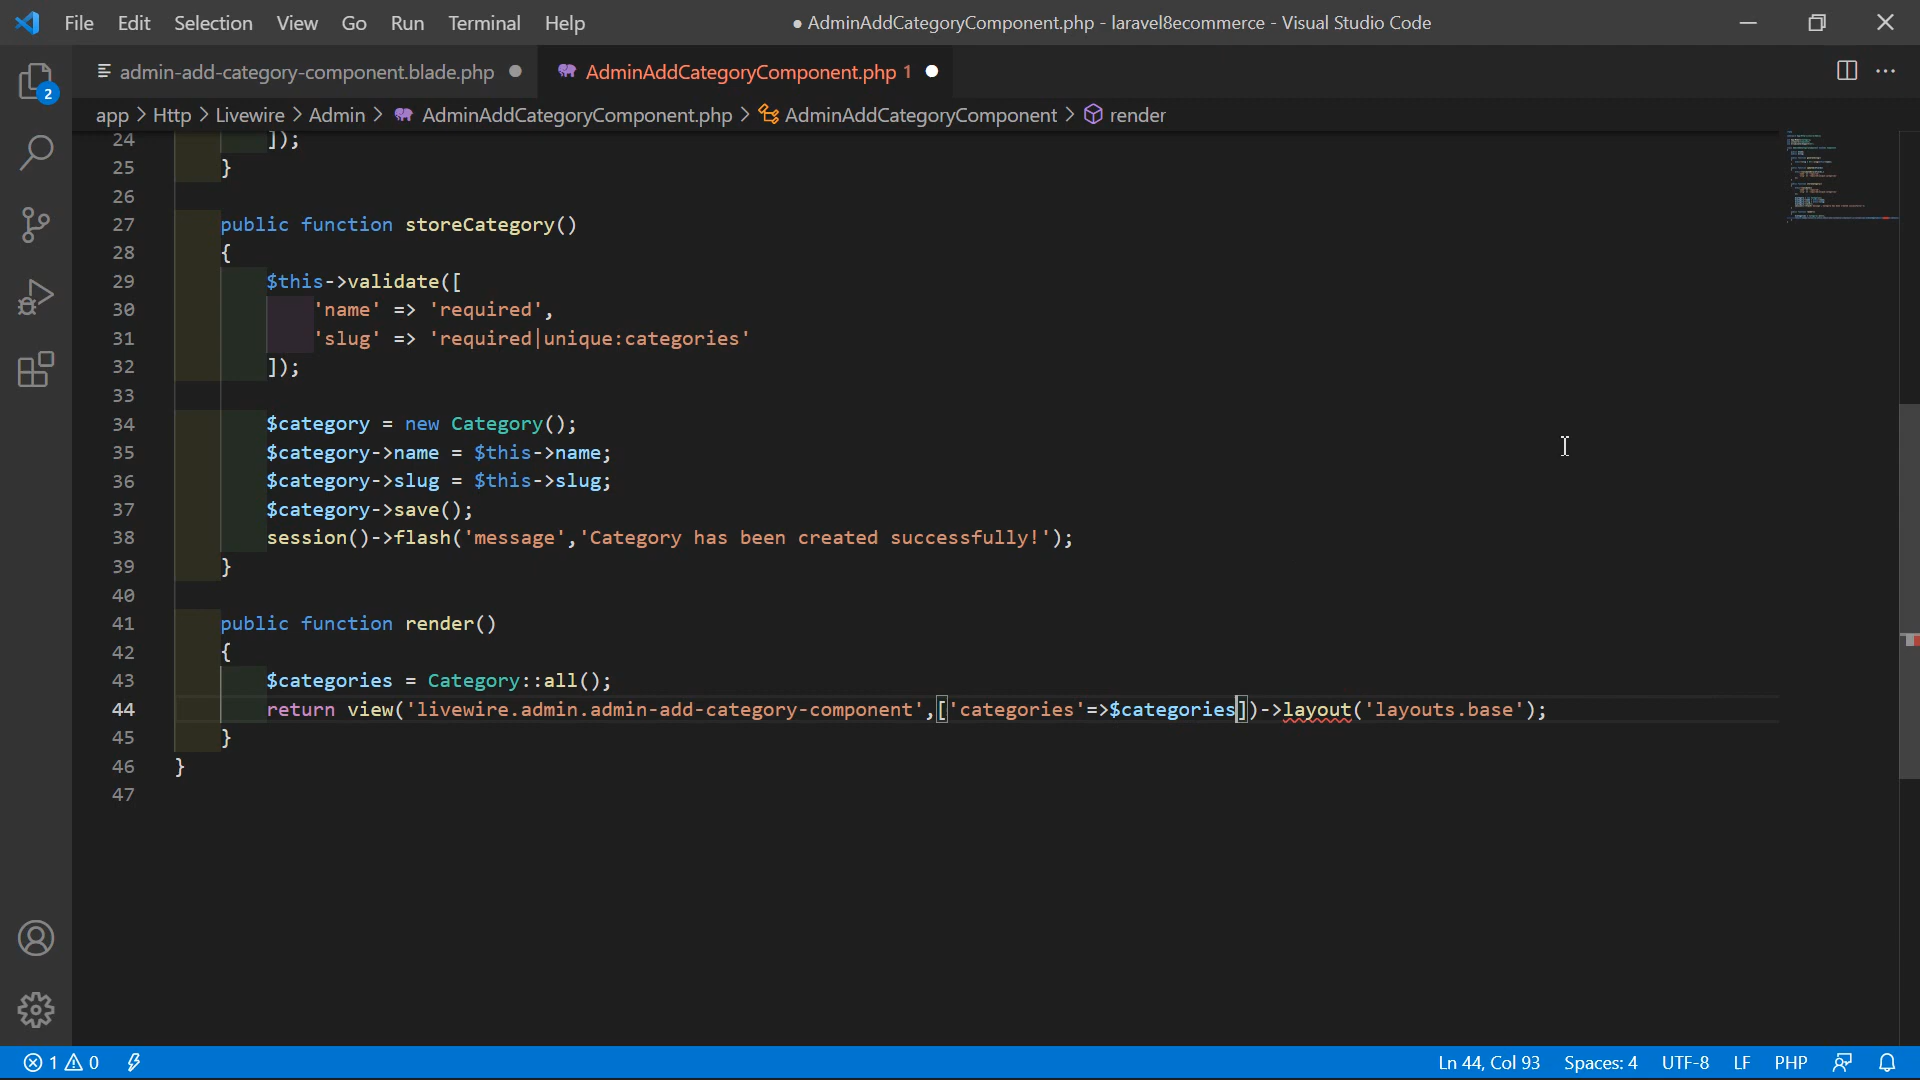 File Edit Selection View Go Run Terminal Help ● AdminAddCategoryComponent.php - laravel8ecommerce - Visual Studio Code
admin-add-category-component.blade.php ● AdminAddCategoryComponent.php 1 ●
2
app > Http > Livewire > Admin > AdminAddCategoryComponent.php > AdminAddCategoryComponent > render
24 ]);
25 }
26
27 public function storeCategory()
28 {
29 $this->validate([
30 'name' => 'required',
31 'slug' => 'required|unique:categories'
32 ]);
33
34 $category = new Category();
35 $category->name = $this->name;
36 $category->slug = $this->slug;
37 $category->save();
38 session()->flash('message','Category has been created successfully!');
39 }
40
41 public function render()
42 {
43 $categories = Category::all();
44 return view('livewire.admin.admin-add-category-component',['categories'=>$categories])->layout('layouts.base');
45 }
46 }
47
1 0 Ln 44, Col 93 Spaces: 4 UTF-8 LF PHP